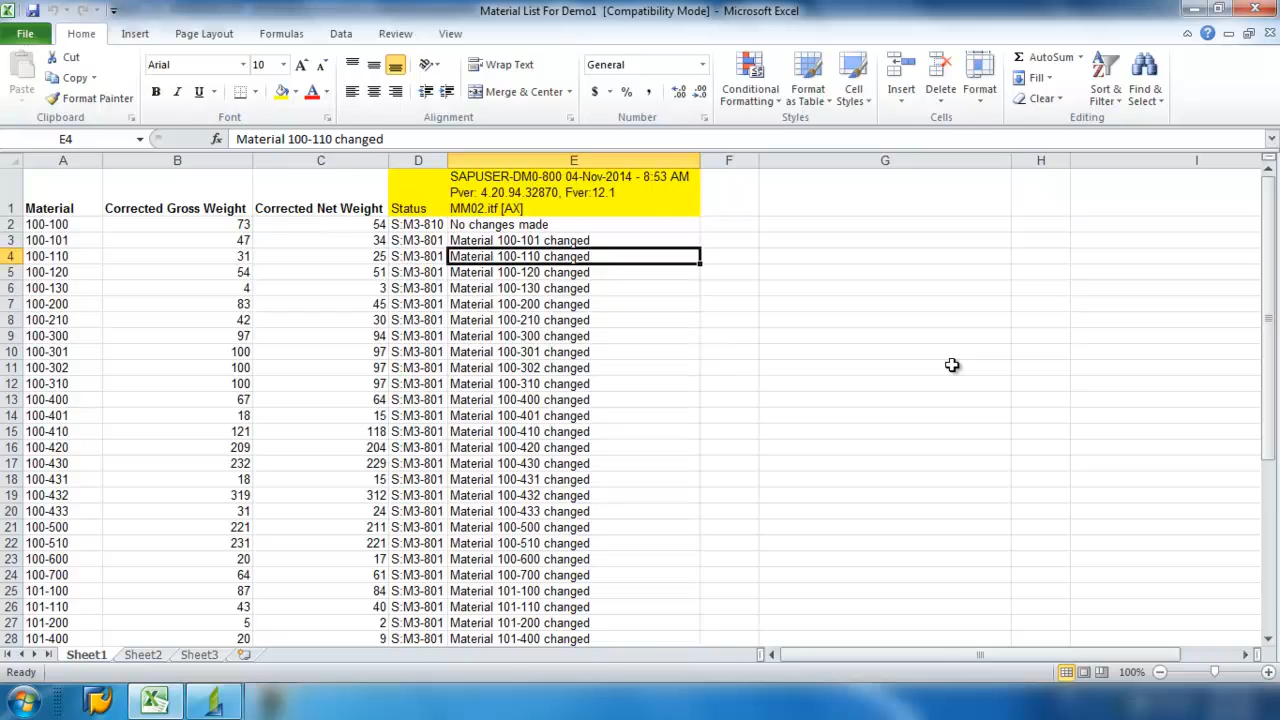 Material List For Demo1 [Compatibility Mode] - Microsoft Excel
File Home Insert Page Layout Formulas Data Review View
Paste
Cut
Copy
Format Painter
Clipboard
Arial 10
B I U
Font
Wrap Text
Merge & Center
Alignment
General
$ % ,
Number
Conditional Formatting
Format as Table
Cell Styles
Styles
Insert Delete Format
Cells
AutoSum
Fill
Clear
Sort & Filter
Find & Select
Editing
E4 fx Material 100-110 changed
A B C D E F G H I
SAPUSER-DM0-800 04-Nov-2014 - 8:53 AM
Pver: 4.20.94.32870, Fver:12.1
1 Material Corrected Gross Weight Corrected Net Weight Status MM02.itf [AX]
2 100-100 73 54 S:M3-810 No changes made
3 100-101 47 34 S:M3-801 Material 100-101 changed
4 100-110 31 25 S:M3-801 Material 100-110 changed
5 100-120 54 51 S:M3-801 Material 100-120 changed
6 100-130 4 3 S:M3-801 Material 100-130 changed
7 100-200 83 45 S:M3-801 Material 100-200 changed
8 100-210 42 30 S:M3-801 Material 100-210 changed
9 100-300 97 94 S:M3-801 Material 100-300 changed
10 100-301 100 97 S:M3-801 Material 100-301 changed
11 100-302 100 97 S:M3-801 Material 100-302 changed
12 100-310 100 97 S:M3-801 Material 100-310 changed
13 100-400 67 64 S:M3-801 Material 100-400 changed
14 100-401 18 15 S:M3-801 Material 100-401 changed
15 100-410 121 118 S:M3-801 Material 100-410 changed
16 100-420 209 204 S:M3-801 Material 100-420 changed
17 100-430 232 229 S:M3-801 Material 100-430 changed
18 100-431 18 15 S:M3-801 Material 100-431 changed
19 100-432 319 312 S:M3-801 Material 100-432 changed
20 100-433 31 24 S:M3-801 Material 100-433 changed
21 100-500 221 211 S:M3-801 Material 100-500 changed
22 100-510 231 221 S:M3-801 Material 100-510 changed
23 100-600 20 17 S:M3-801 Material 100-600 changed
24 100-700 64 61 S:M3-801 Material 100-700 changed
25 101-100 87 84 S:M3-801 Material 101-100 changed
26 101-110 43 40 S:M3-801 Material 101-110 changed
27 101-200 5 2 S:M3-801 Material 101-200 changed
28 101-400 20 9 S:M3-801 Material 101-400 changed
Sheet1 Sheet2 Sheet3
Ready 100%